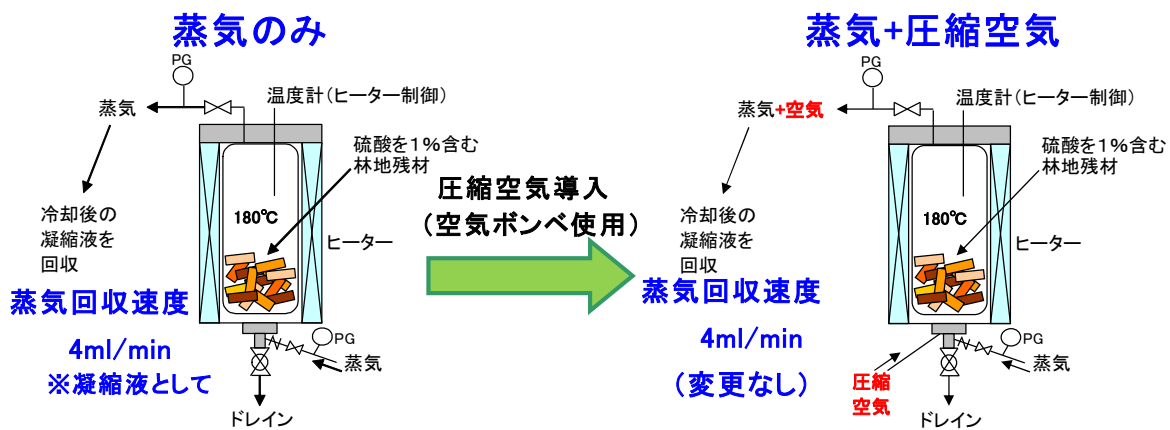 蒸気のみ
PG
蒸気
温度計(ヒーター制御)
硫酸を1%含む
林地残材
180℃
冷却後の
凝縮液を
回収
ヒーター
蒸気回収速度
4ml/min
※凝縮液として
PG
蒸気
ドレイン
圧縮空気導入
(空気ボンベ使用)
蒸気+圧縮空気
PG
蒸気+空気
温度計(ヒーター制御)
硫酸を1%含む
林地残材
180℃
冷却後の
凝縮液を
回収
ヒーター
蒸気回収速度
4ml/min
(変更なし)
PG
蒸気
圧縮
空気
ドレイン